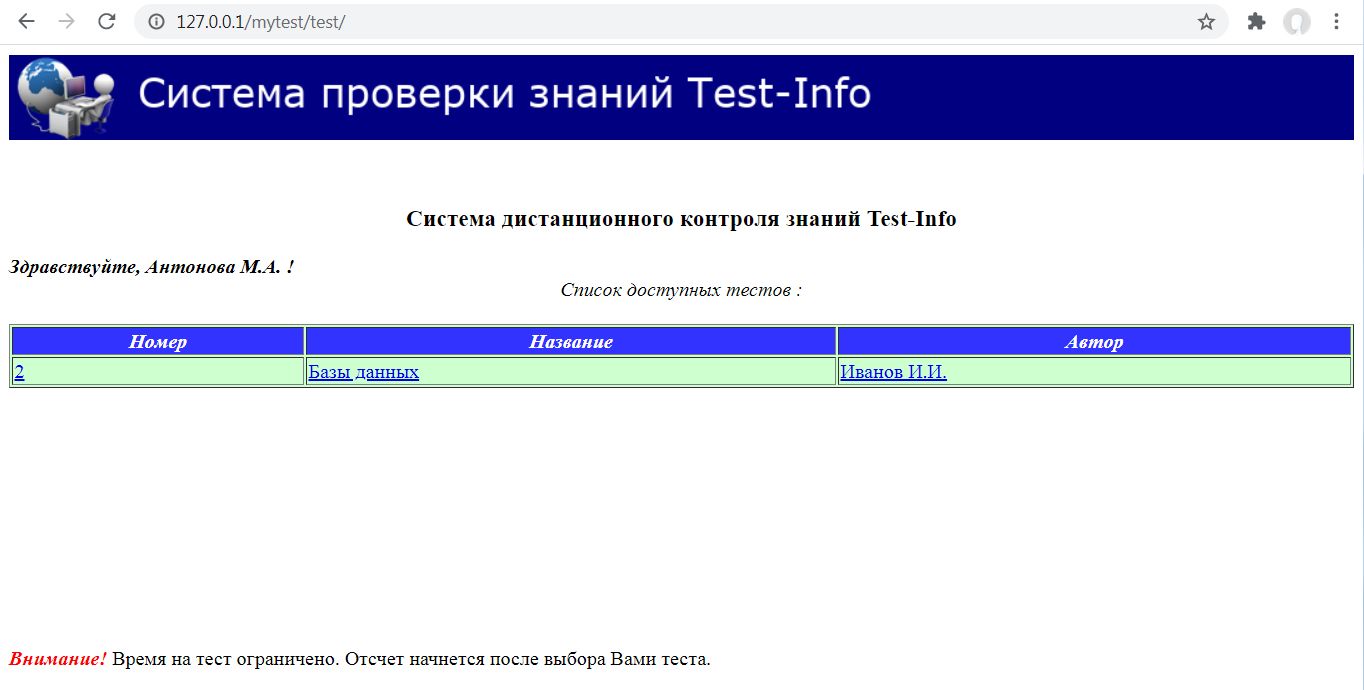 127.0.0.1/mytest/test/
Система проверки знаний Test-Info
Система дистанционного контроля знаний Test-Info
Здравствуйте, Антонова М.А. !
Список доступных тестов :
Номер Название Автор
2 Базы данных Иванов И.И.
Внимание! Время на тест ограничено. Отсчет начнется после выбора Вами теста.